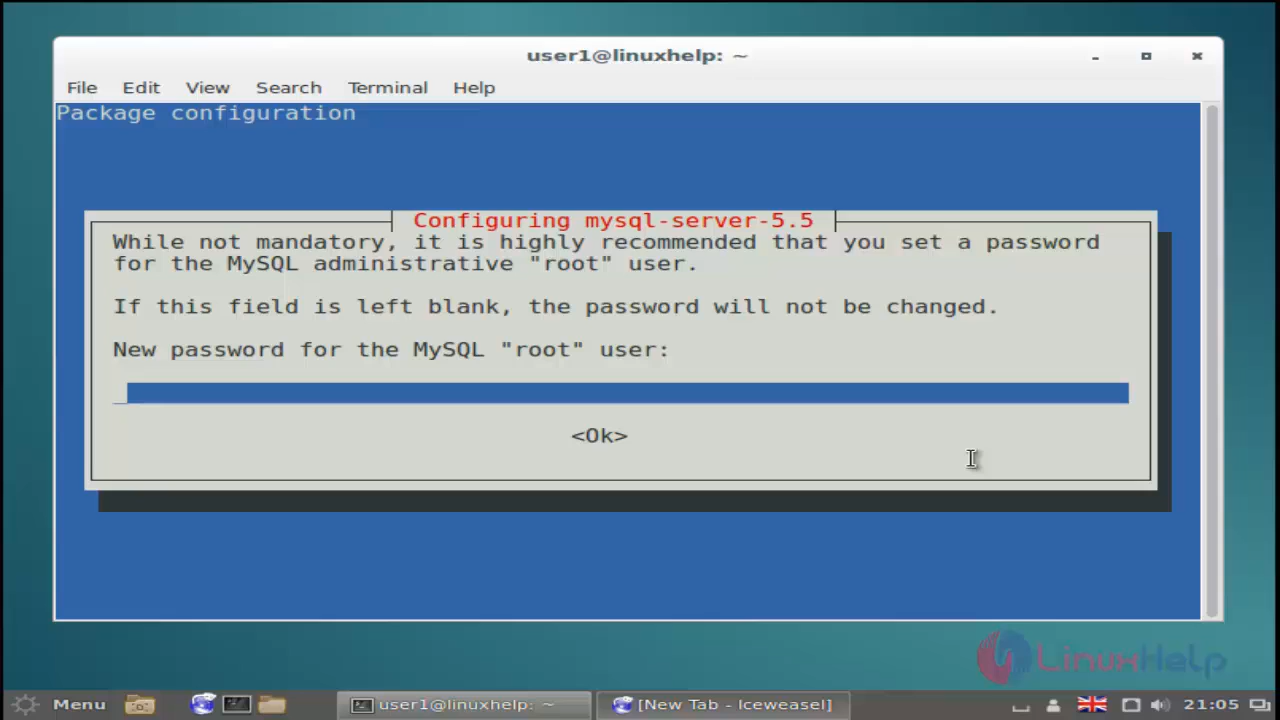 user1@linuxhelp: ~
File Edit View Search Terminal Help
Package configuration
Configuring mysql-server-5.5
While not mandatory, it is highly recommended that you set a password
for the MySQL administrative "root" user.
If this field is left blank, the password will not be changed.
New password for the MySQL "root" user:
<Ok>
LinuxHelp
Menu user1@linuxhelp: ~ [New Tab - Iceweasel] 21:05